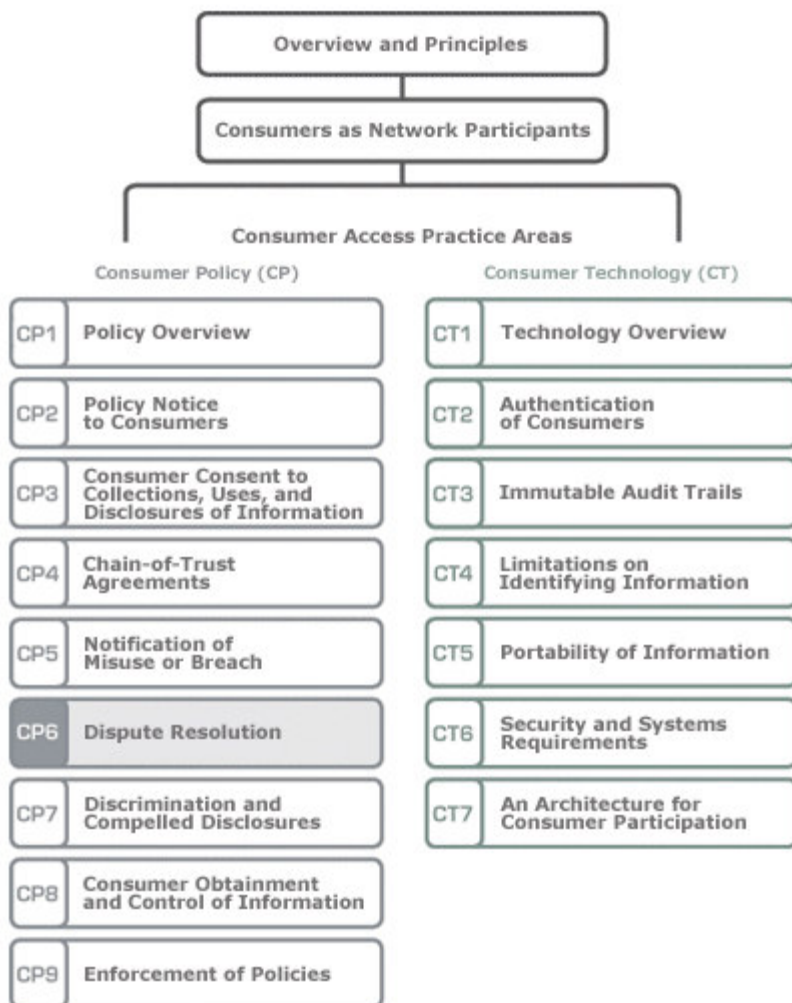 Overview and Principles
Consumers as Network Participants
Consumer Access Practice Areas
Consumer Policy (CP)
CP1 Policy Overview
CP2 Policy Notice
to Consumers
CP3 Consumer Consent to
Collections, Uses, and
Disclosures of Information
CP4 Chain-of-Trust
Agreements
CP5 Notification of
Misuse or Breach
CP6 Dispute Resolution
CP7 Discrimination and
Compelled Disclosures
CP8 Consumer Obtainment
and Control of Information
CP9 Enforcement of Policies
Consumer Technology (CT)
CT1 Technology Overview
CT2 Authentication
of Consumers
CT3 Immutable Audit Trails
CT4 Limitations on
Identifying Information
CT5 Portability of Information
CT6 Security and Systems
Requirements
CT7 An Architecture for
Consumer Participation